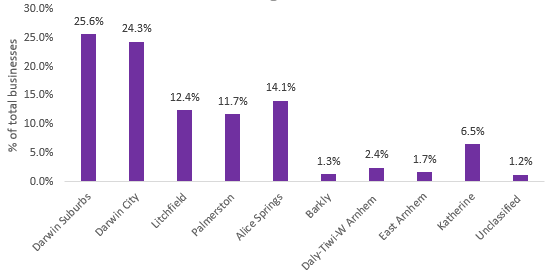 30.0%
25.0%
20.0%
15.0%
10.0%
5.0%
0.0%
% of total businesses
25.6%
24.3%
12.4%
11.7%
14.1%
1.3%
2.4%
1.7%
6.5%
1.2%
Darwin Suburbs
Darwin City
Litchfield
Palmerston
Alice Springs
Barkly
Daly-Tiwi-W Arnhem
East Arnhem
Katherine
Unclassified